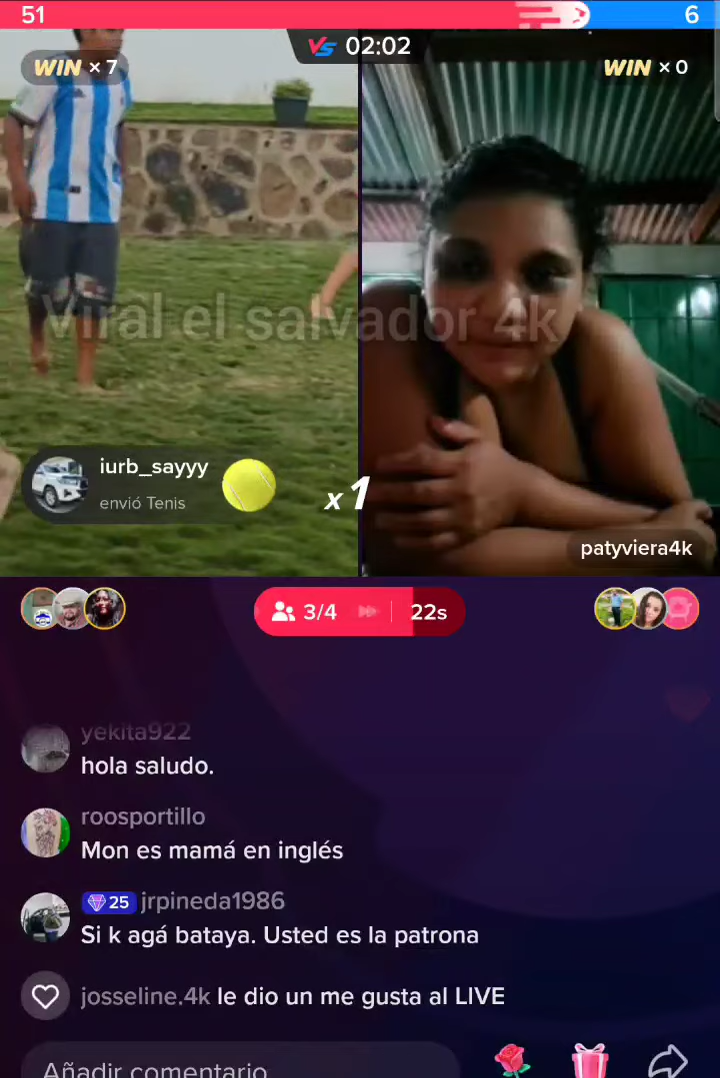 51
6
VS 02:02
WIN × 7
WIN × 0
Viral el salvador 4k
iurb_sayyy
envió Tenis
x 1
patyviera4k
3/4
22s
yekita922
hola saludo.
roosportillo
Mon es mamá en inglés
25 jrpineda1986
Si k agá bataya. Usted es la patrona
josseline.4k le dio un me gusta al LIVE
Añadir comentario